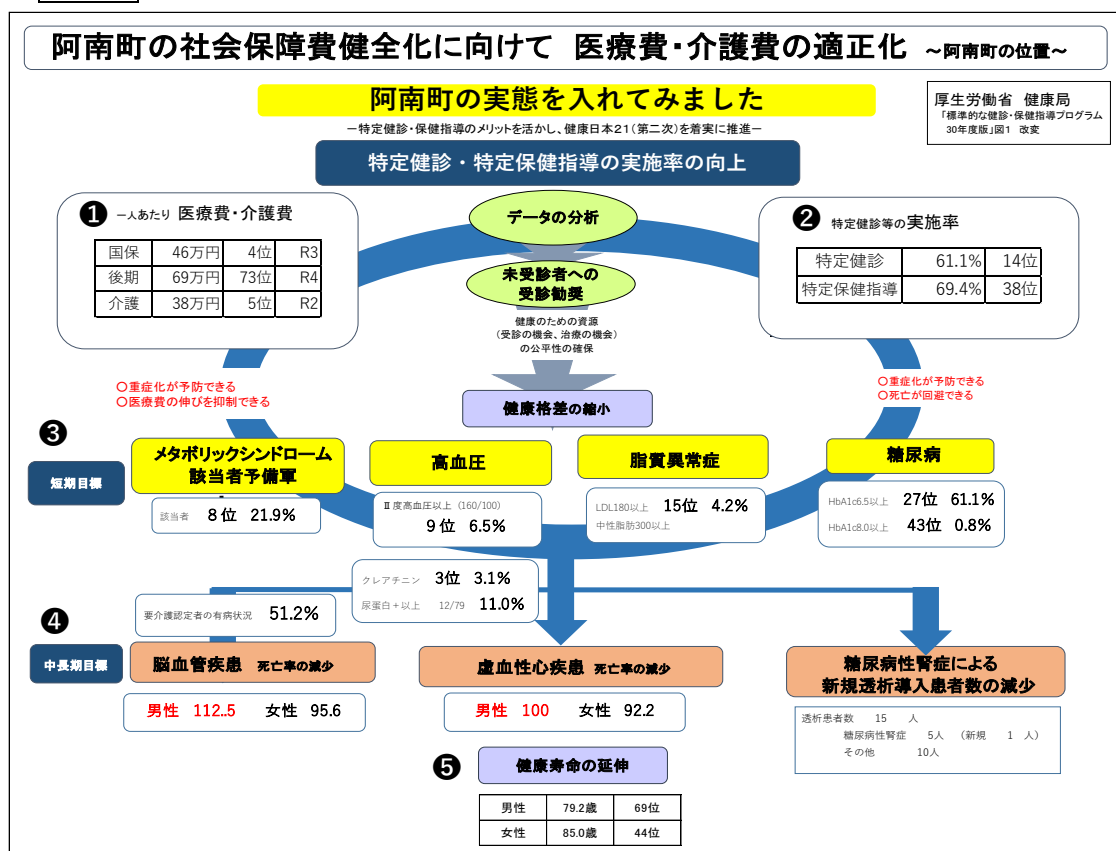 阿南町の社会保障費健全化に向けて 医療費・介護費の適正化 ～阿南町の位置～
阿南町の実態を入れてみました
厚生労働省 健康局
「標準的な健診・保健指導プログラム
30年度版」図1 改変
－特定健診・保健指導のメリットを活かし、健康日本21（第二次）を着実に推進－
特定健診・特定保健指導の実施率の向上
❶ 一人あたり 医療費・介護費
国保 46万円 4位 R3
後期 69万円 73位 R4
介護 38万円 5位 R2
データの分析
未受診者への
受診勧奨
健康のための資源
（受診の機会、治療の機会）
の公平性の確保
健康格差の縮小
❷ 特定健診等の実施率
特定健診 61.1% 14位
特定保健指導 69.4% 38位
〇重症化が予防できる
〇医療費の伸びを抑制できる
〇重症化が予防できる
〇死亡が回避できる
❸
短期目標
メタボリックシンドローム
該当者予備軍
該当者 8位 21.9%
高血圧
Ⅱ度高血圧以上（160/100）
9位 6.5%
脂質異常症
LDL180以上 15位 4.2%
中性脂肪300以上
糖尿病
HbA1c6.5以上 27位 61.1%
HbA1c8.0以上 43位 0.8%
クレアチニン 3位 3.1%
尿蛋白＋以上 12/79 11.0%
❹
要介護認定者の有病状況 51.2%
中長期目標
脳血管疾患 死亡率の減少
男性 112.5 女性 95.6
虚血性心疾患 死亡率の減少
男性 100 女性 92.2
糖尿病性腎症による
新規透析導入患者数の減少
透析患者数 15 人
糖尿病性腎症 5人 （新規 1 人）
その他 10人
❺ 健康寿命の延伸
男性 79.2歳 69位
女性 85.0歳 44位